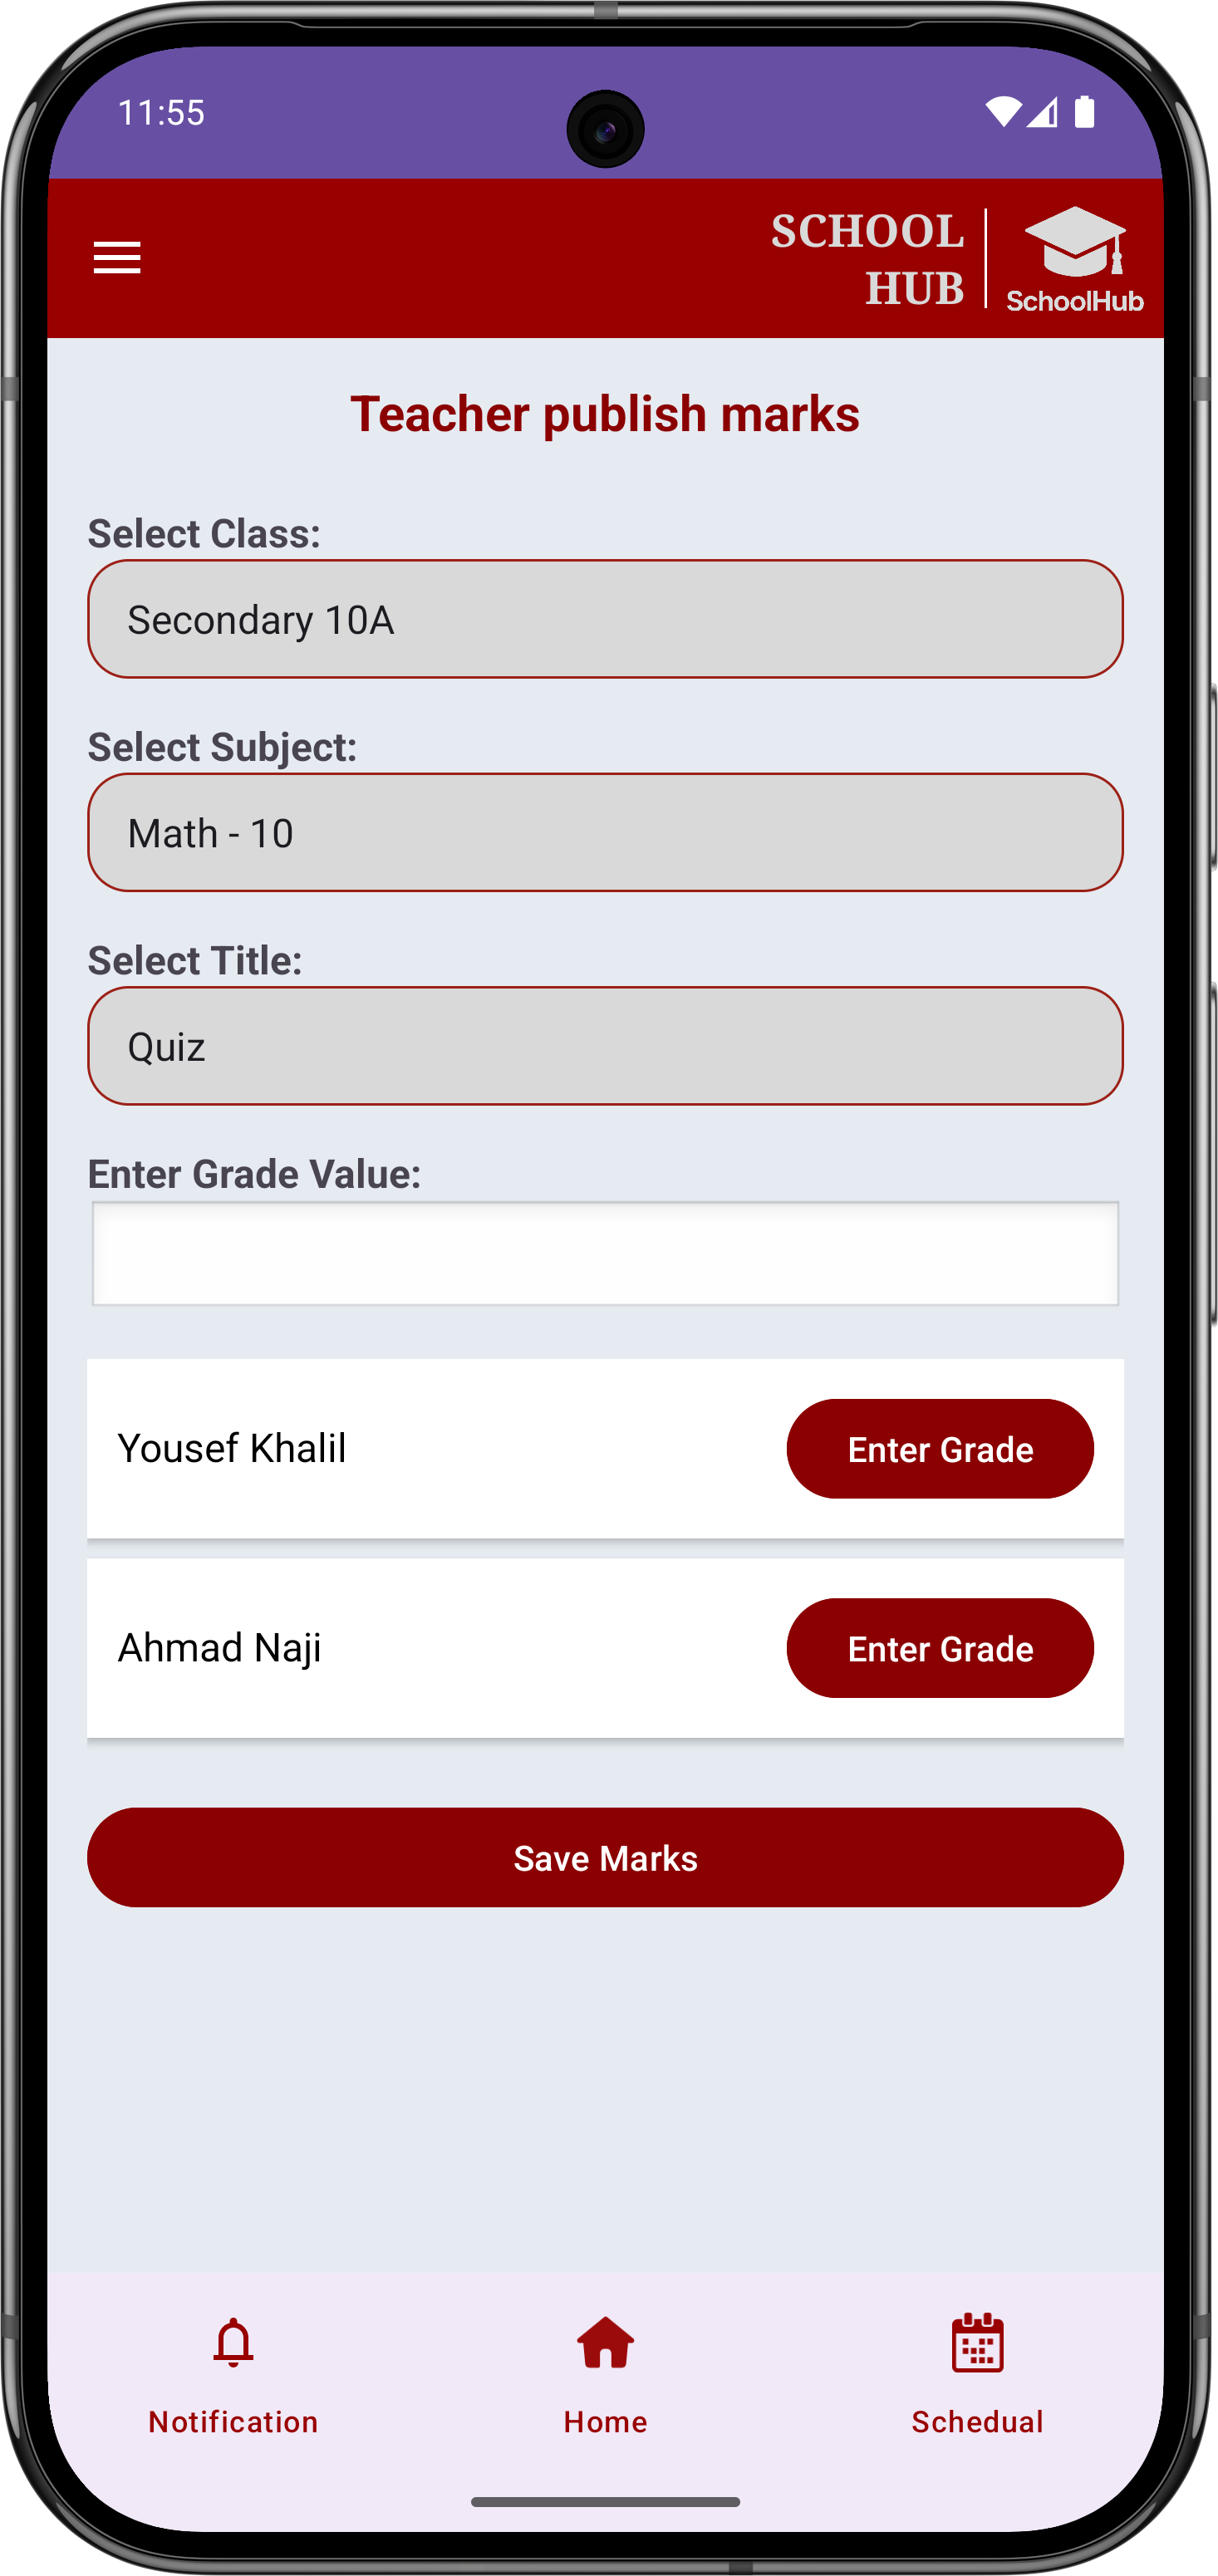 11:55
SCHOOL
HUB
SchoolHub
Teacher publish marks
Select Class:
Secondary 10A
Select Subject:
Math - 10
Select Title:
Quiz
Enter Grade Value:
Yousef Khalil
Enter Grade
Ahmad Naji
Enter Grade
Save Marks
Notification
Home
Schedual